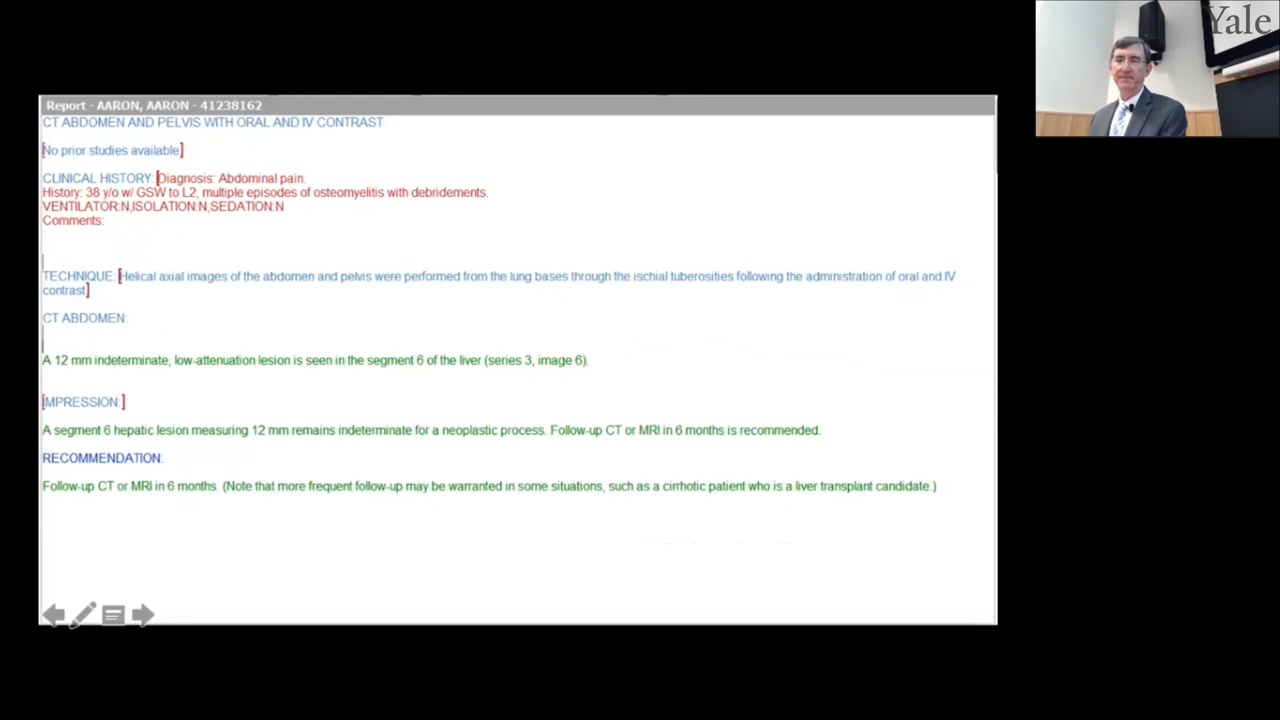 Yale
Report - AARON, AARON - 41238162
CT ABDOMEN AND PELVIS WITH ORAL AND IV CONTRAST
[No prior studies available]
CLINICAL HISTORY: [Diagnosis: Abdominal pain.
History: 38 y/o w/ GSW to L2, multiple episodes of osteomyelitis with debridements.
VENTILATOR:N,ISOLATION:N,SEDATION:N
Comments:
TECHNIQUE: [Helical axial images of the abdomen and pelvis were performed from the lung bases through the ischial tuberosities following the administration of oral and IV
contrast]
CT ABDOMEN:
A 12 mm indeterminate, low-attenuation lesion is seen in the segment 6 of the liver (series 3, image 6).
[IMPRESSION:]
A segment 6 hepatic lesion measuring 12 mm remains indeterminate for a neoplastic process. Follow-up CT or MRI in 6 months is recommended.
RECOMMENDATION:
Follow-up CT or MRI in 6 months. (Note that more frequent follow-up may be warranted in some situations, such as a cirrhotic patient who is a liver transplant candidate.)